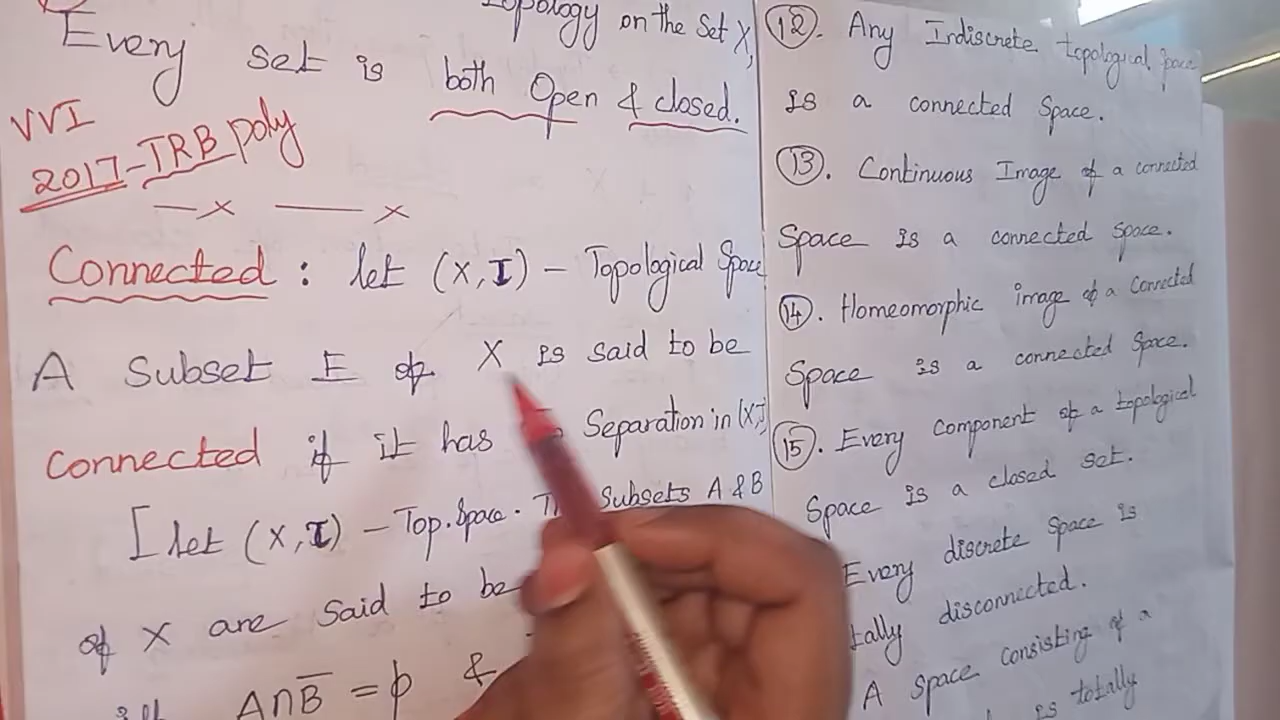 Topology on the Set X,
Every set is both Open & closed.
VVI
2017-TRB poly
Connected : let (X,I) - Topological Space
A Subset E of X is said to be
Connected if it has Separation in (X,I)
[let (X,I) - Top. Space. Subsets A & B
of X are said to be
A∩B̅ = ϕ &
(12). Any Indiscrete topological Space
is a connected Space.
(13). Continuous Image of a connected
Space is a connected Space.
(14). Homeomorphic image of a Connected
Space is a connected Space.
(15). Every Component of a topological
Space is a closed set.
Every discrete Space is
tally disconnected.
A Space consisting of a
is totally